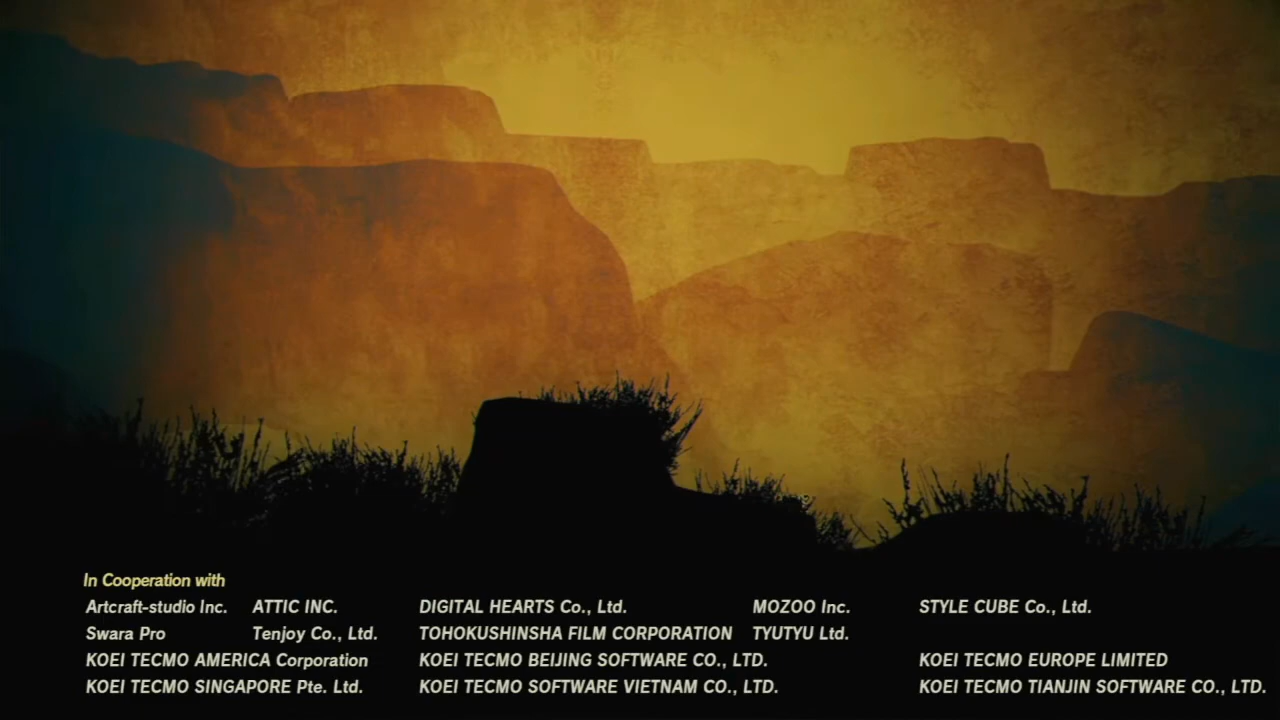 In Cooperation with
Artcraft-studio Inc. ATTIC INC. DIGITAL HEARTS Co., Ltd. MOZOO Inc. STYLE CUBE Co., Ltd.
Swara Pro Tenjoy Co., Ltd. TOHOKUSHINSHA FILM CORPORATION TYUTYU Ltd.
KOEI TECMO AMERICA Corporation KOEI TECMO BEIJING SOFTWARE CO., LTD. KOEI TECMO EUROPE LIMITED
KOEI TECMO SINGAPORE Pte. Ltd. KOEI TECMO SOFTWARE VIETNAM CO., LTD. KOEI TECMO TIANJIN SOFTWARE CO., LTD.